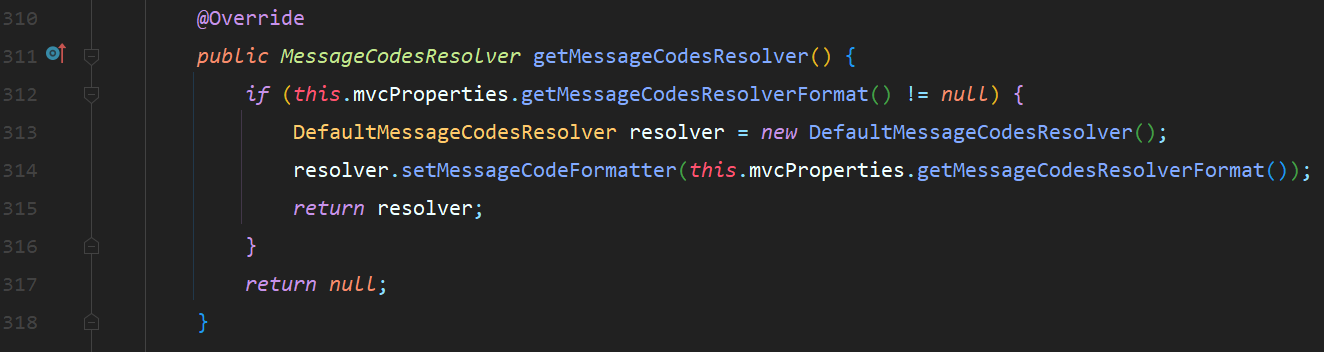 310 @Override
311 public MessageCodesResolver getMessageCodesResolver() {
312 if (this.mvcProperties.getMessageCodesResolverFormat() != null) {
313 DefaultMessageCodesResolver resolver = new DefaultMessageCodesResolver();
314 resolver.setMessageCodeFormatter(this.mvcProperties.getMessageCodesResolverFormat());
315 return resolver;
316 }
317 return null;
318 }